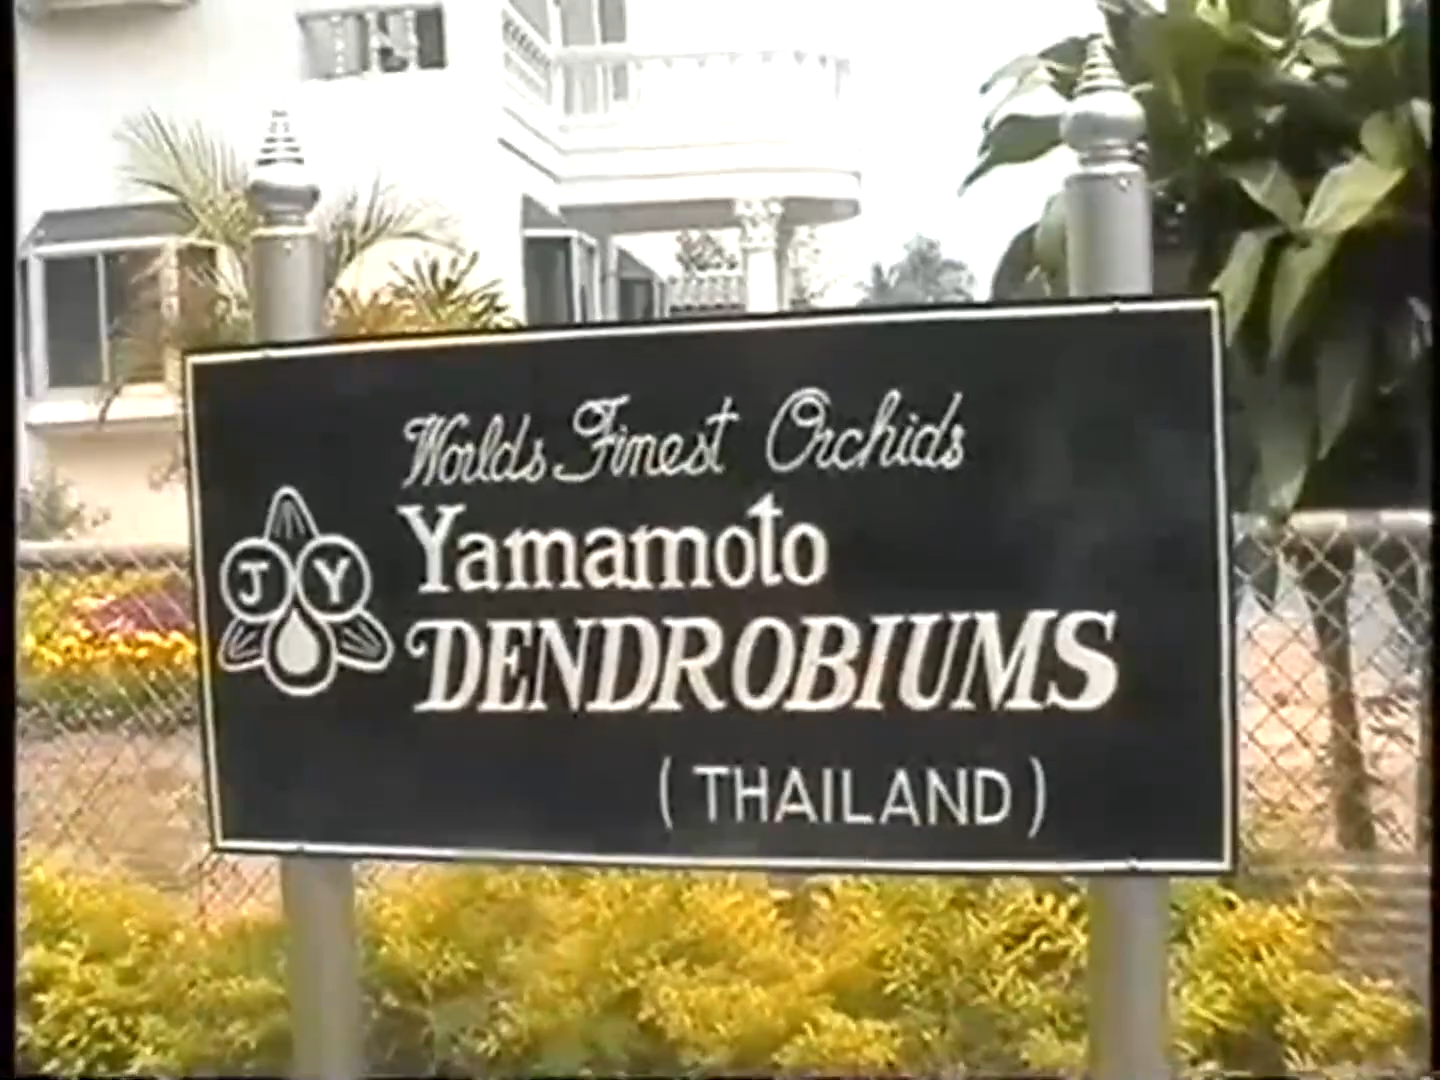 Worlds Finest Orchids
J Y
Yamamoto
DENDROBIUMS
(THAILAND)